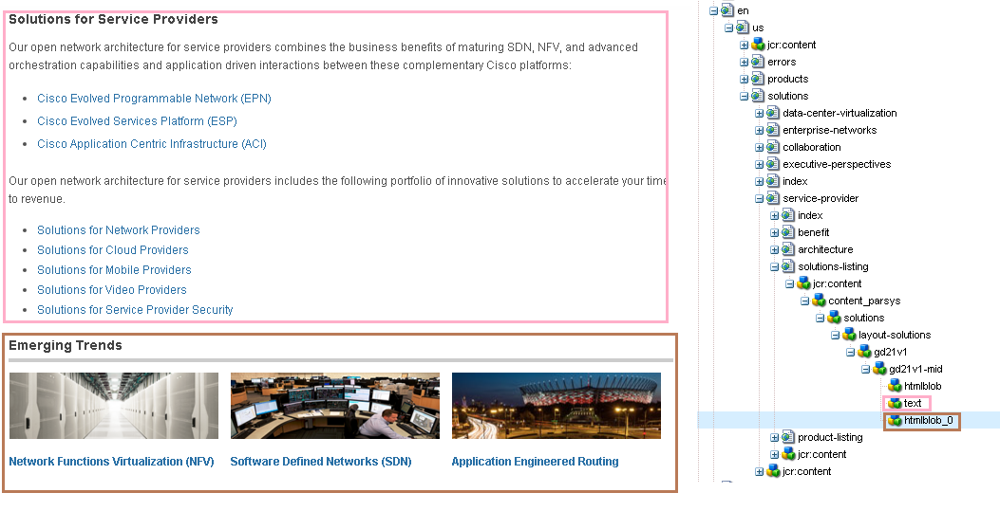 Solutions for Service Providers
Our open network architecture for service providers combines the business benefits of maturing SDN, NFV, and advanced
orchestration capabilities and application driven interactions between these complementary Cisco platforms:
Cisco Evolved Programmable Network (EPN)
Cisco Evolved Services Platform (ESP)
Cisco Application Centric Infrastructure (ACI)
Our open network architecture for service providers includes the following portfolio of innovative solutions to accelerate your time
to revenue.
Solutions for Network Providers
Solutions for Cloud Providers
Solutions for Mobile Providers
Solutions for Video Providers
Solutions for Service Provider Security
Emerging Trends
Network Functions Virtualization (NFV)
Software Defined Networks (SDN)
Application Engineered Routing
en
us
jcr:content
errors
products
solutions
data-center-virtualization
enterprise-networks
collaboration
executive-perspectives
index
service-provider
index
benefit
architecture
solutions-listing
jcr:content
content_parsys
solutions
layout-solutions
gd21v1
gd21v1-mid
htmlblob
text
htmlblob_0
product-listing
jcr:content
jcr:content